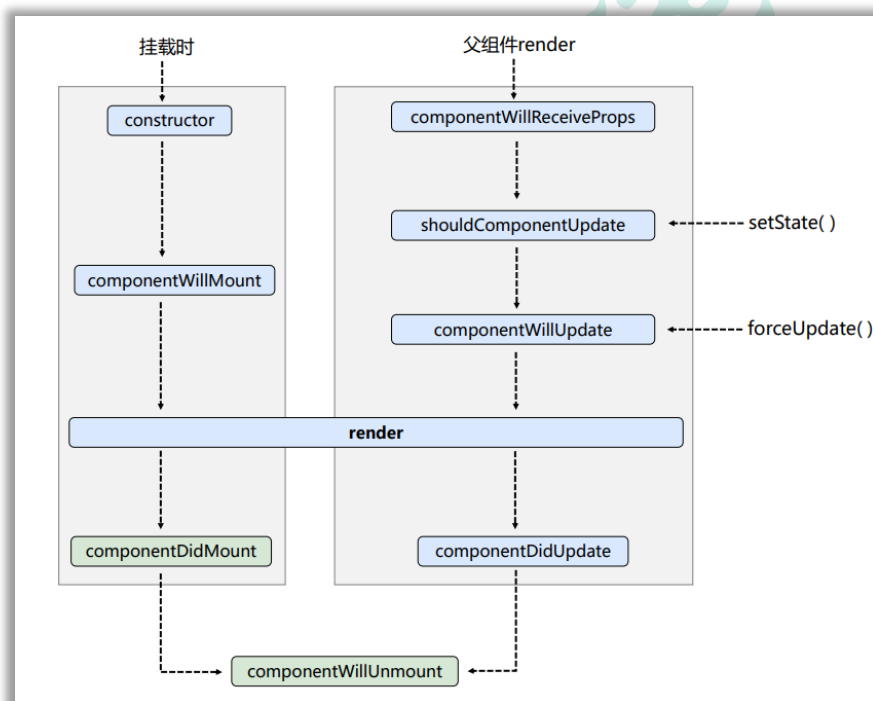 挂载时
父组件render
constructor
componentWillReceiveProps
shouldComponentUpdate
setState( )
componentWillMount
componentWillUpdate
forceUpdate( )
render
componentDidMount
componentDidUpdate
componentWillUnmount